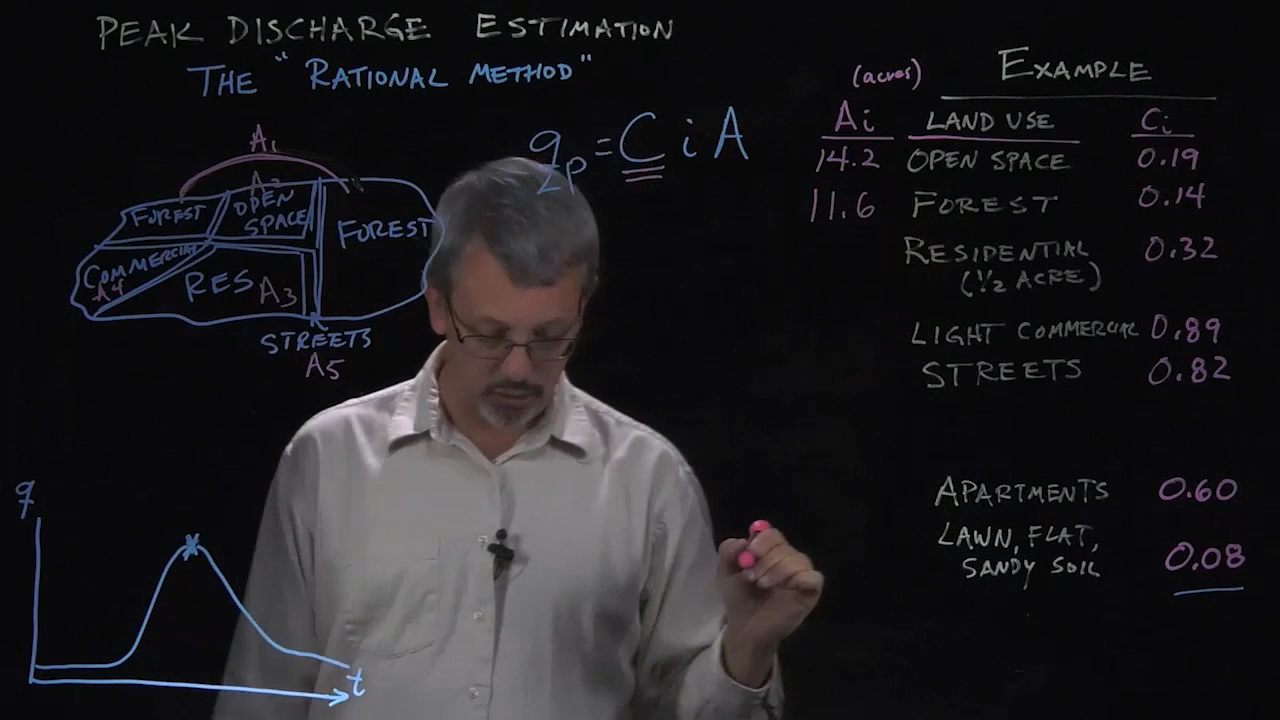 PEAK DISCHARGE ESTIMATION
THE "RATIONAL METHOD"
qp = C i A
A1
A2
FOREST
OPEN SPACE
FOREST
COMMERCIAL
A4
RES A3
STREETS
A5
q
t
EXAMPLE
(acres)
Ai LAND USE Ci
14.2 OPEN SPACE 0.19
11.6 FOREST 0.14
RESIDENTIAL 0.32
(1/2 ACRE)
LIGHT COMMERCIAL 0.89
STREETS 0.82
APARTMENTS 0.60
LAWN, FLAT,
SANDY SOIL 0.08